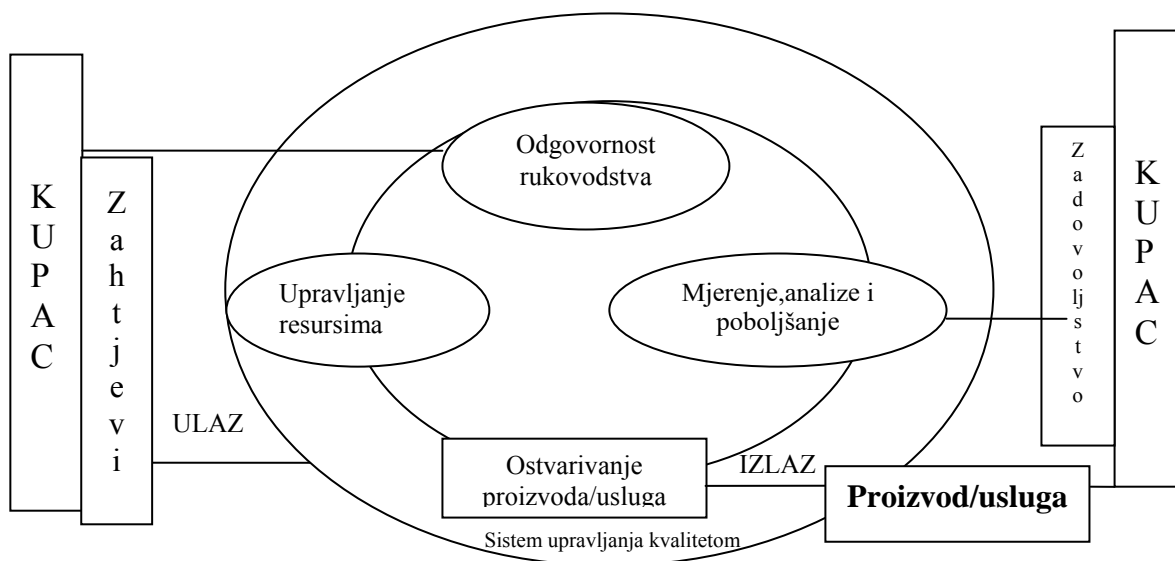 KUPAC
Zahtjevi
ULAZ
Odgovornost
rukovodstva
Upravljanje
resursima
Mjerenje,analize i
poboljšanje
Ostvarivanje
proizvoda/usluga
IZLAZ
Proizvod/usluga
Sistem upravljanja kvalitetom
Zadovoljstvo
KUPAC